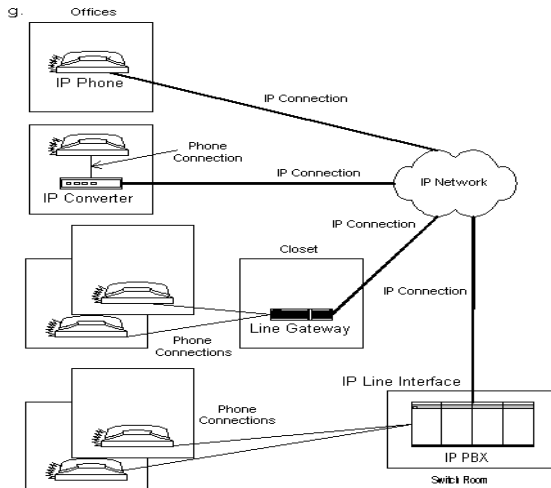 g.
Offices
IP Phone
IP Connection
Phone
Connection
IP Connection
IP Converter
IP Network
IP Connection
Closet
IP Connection
Line Gateway
Phone
Connections
IP Line Interface
Phone
Connections
IP PBX
Switch Room